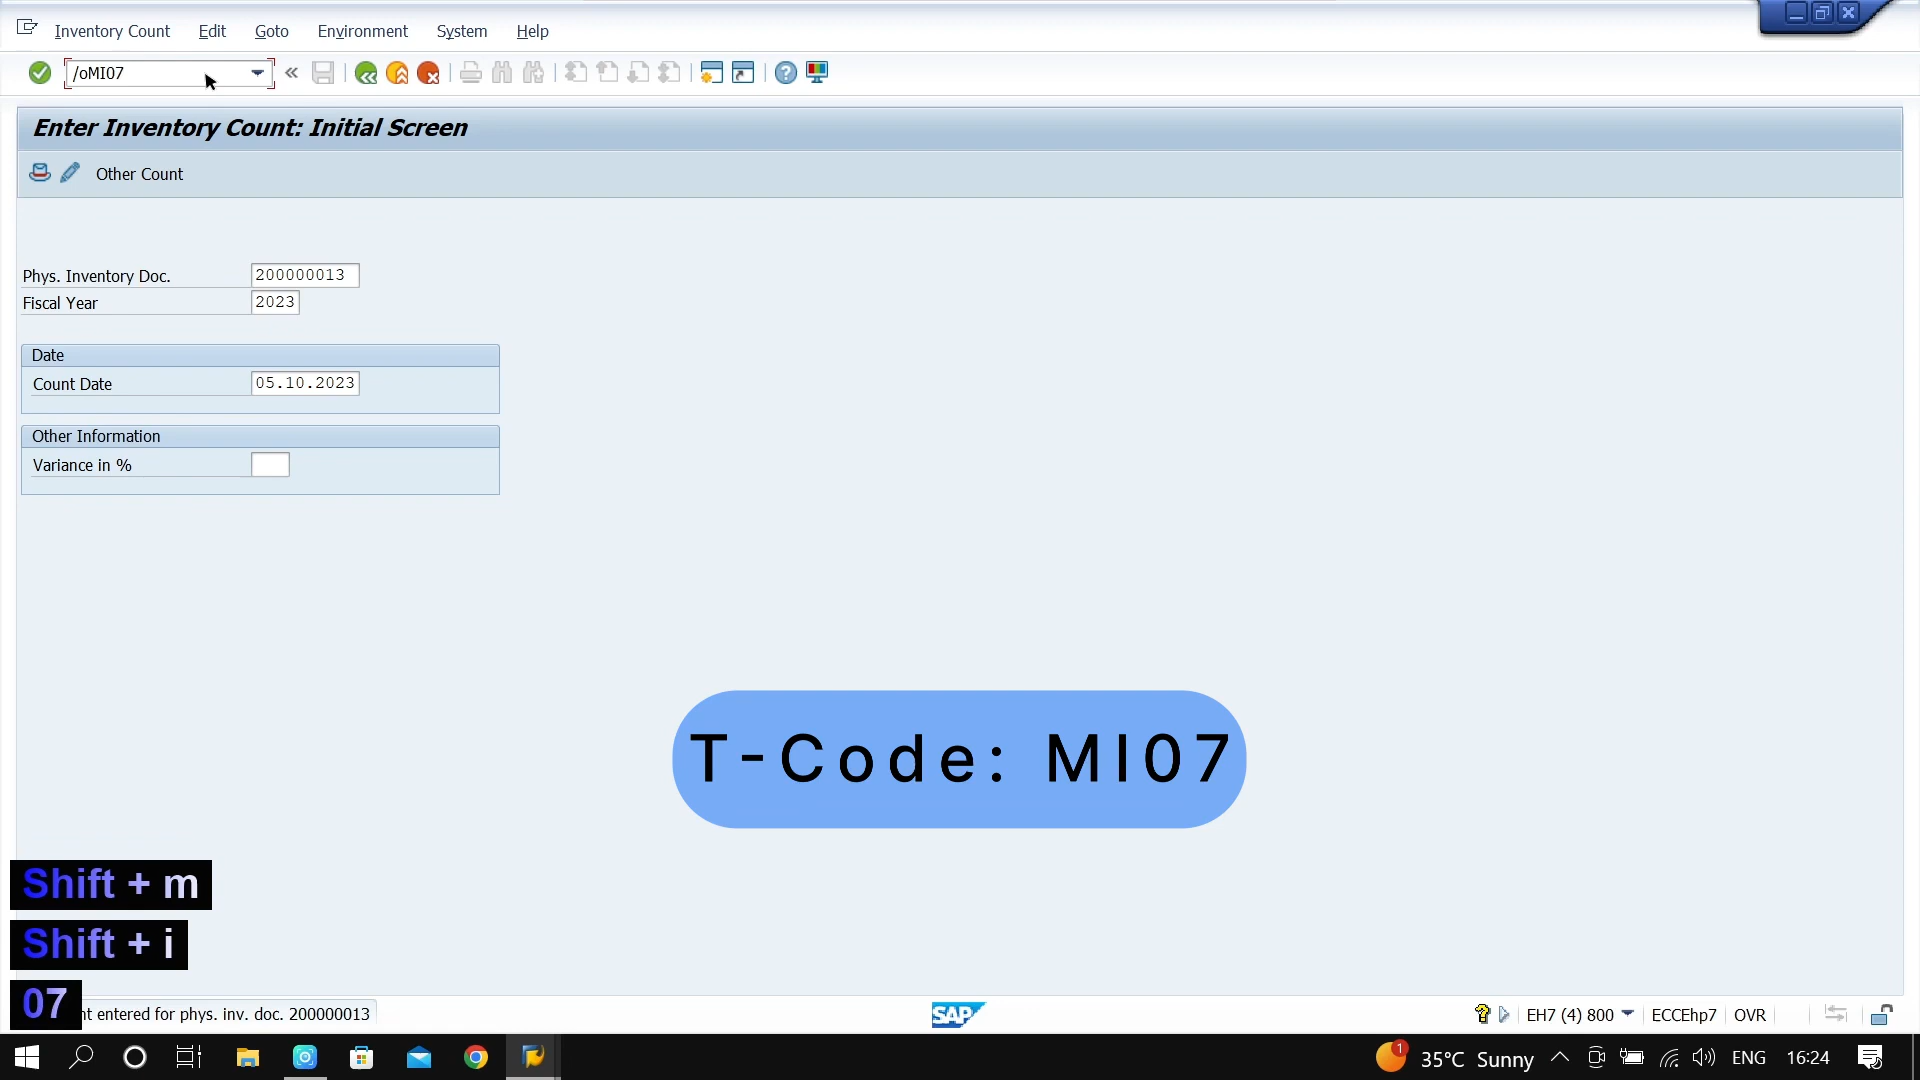 Inventory Count Edit Goto Environment System Help
/oMI07
Enter Inventory Count: Initial Screen
Other Count
Phys. Inventory Doc. 200000013
Fiscal Year 2023
Date
Count Date 05.10.2023
Other Information
Variance in %
T-Code: MI07
Shift + m
Shift + i
07
nt entered for phys. inv. doc. 200000013
SAP
EH7 (4) 800 ECCEhp7 OVR
1
35°C Sunny ENG 16:24